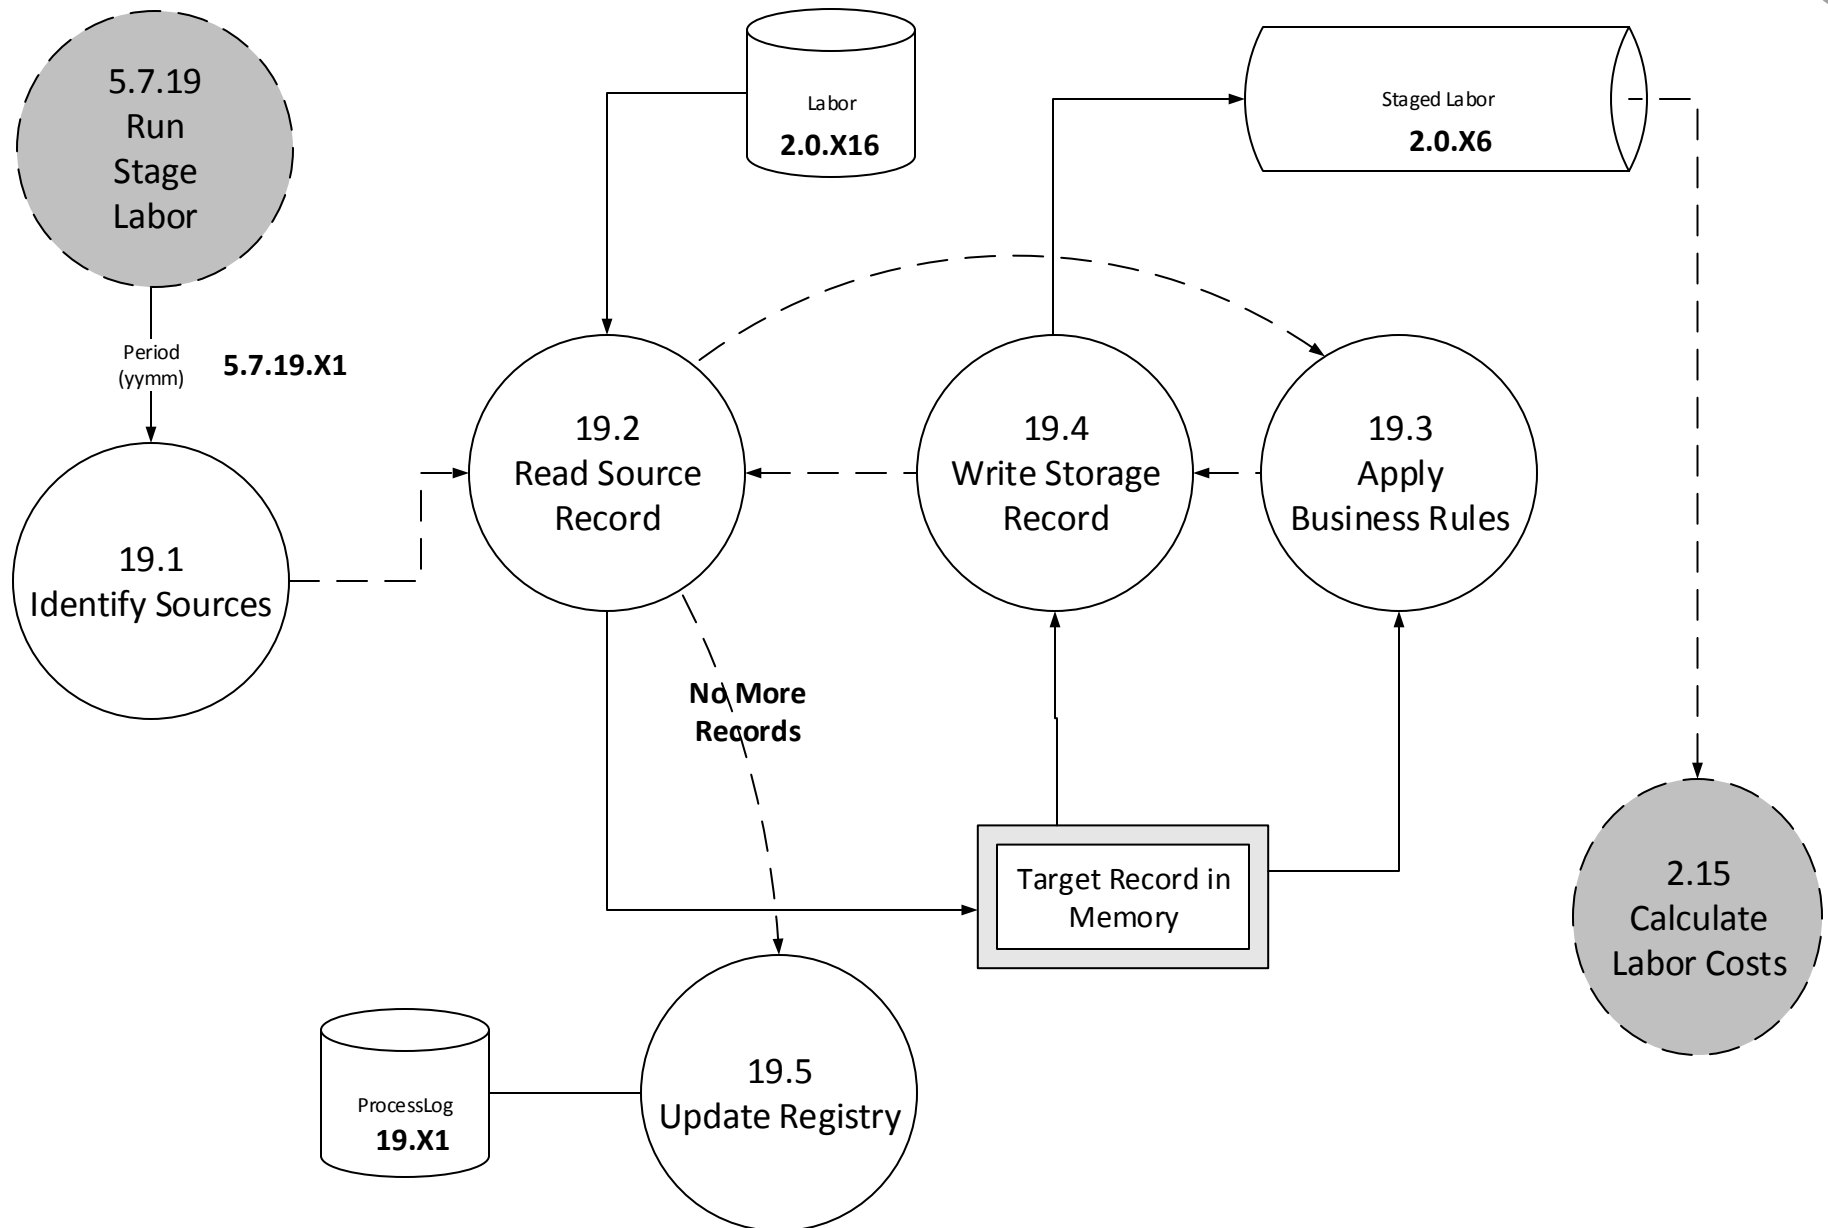 5.7.19
Run
Stage
Labor
Labor
2.0.X16
Staged Labor
2.0.X6
Period
(yymm)
5.7.19.X1
19.1
Identify Sources
19.2
Read Source
Record
19.4
Write Storage
Record
19.3
Apply
Business Rules
No More
Records
Target Record in
Memory
2.15
Calculate
Labor Costs
ProcessLog
19.X1
19.5
Update Registry